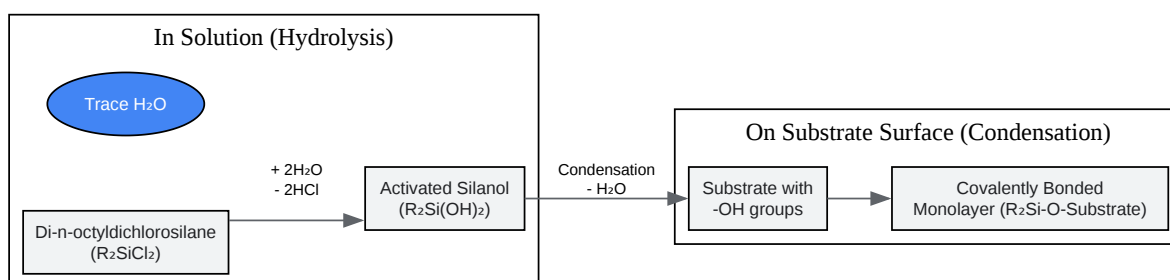 In Solution (Hydrolysis)
Trace H₂O
+ 2H₂O
- 2HCl
Di-n-octyldichlorosilane
(R₂SiCl₂)
Activated Silanol
(R₂Si(OH)₂)
Condensation
- H₂O
On Substrate Surface (Condensation)
Substrate with
-OH groups
Covalently Bonded
Monolayer (R₂Si-O-Substrate)